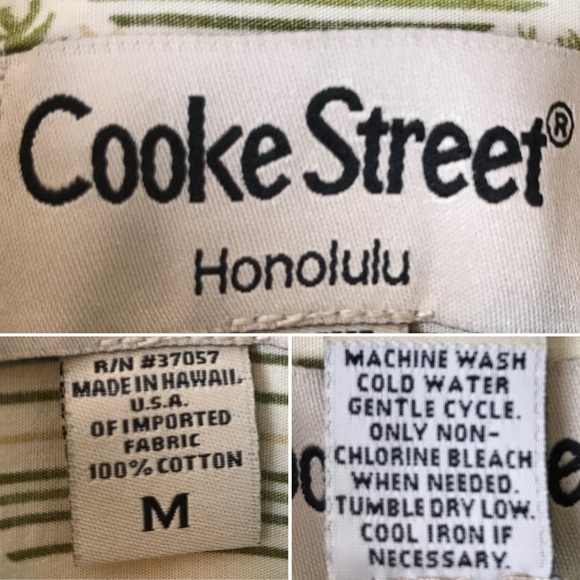 Cooke Street®
Honolulu
R/N #37057
MADE IN HAWAII,
U.S.A.
OF IMPORTED
FABRIC
100% COTTON
M
MACHINE WASH
COLD WATER
GENTLE CYCLE.
ONLY NON-
CHLORINE BLEACH
WHEN NEEDED.
TUMBLE DRY LOW.
COOL IRON IF
NECESSARY.